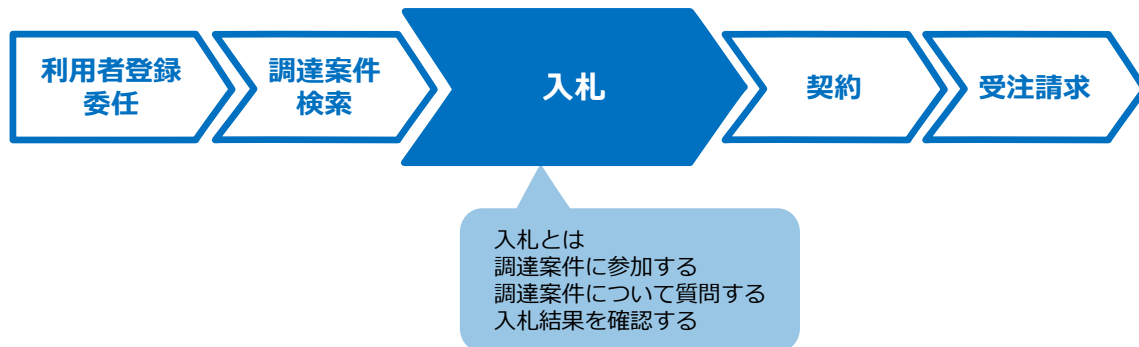 利用者登録
委任
調達案件
検索
入札
契約
受注請求
入札とは
調達案件に参加する
調達案件について質問する
入札結果を確認する